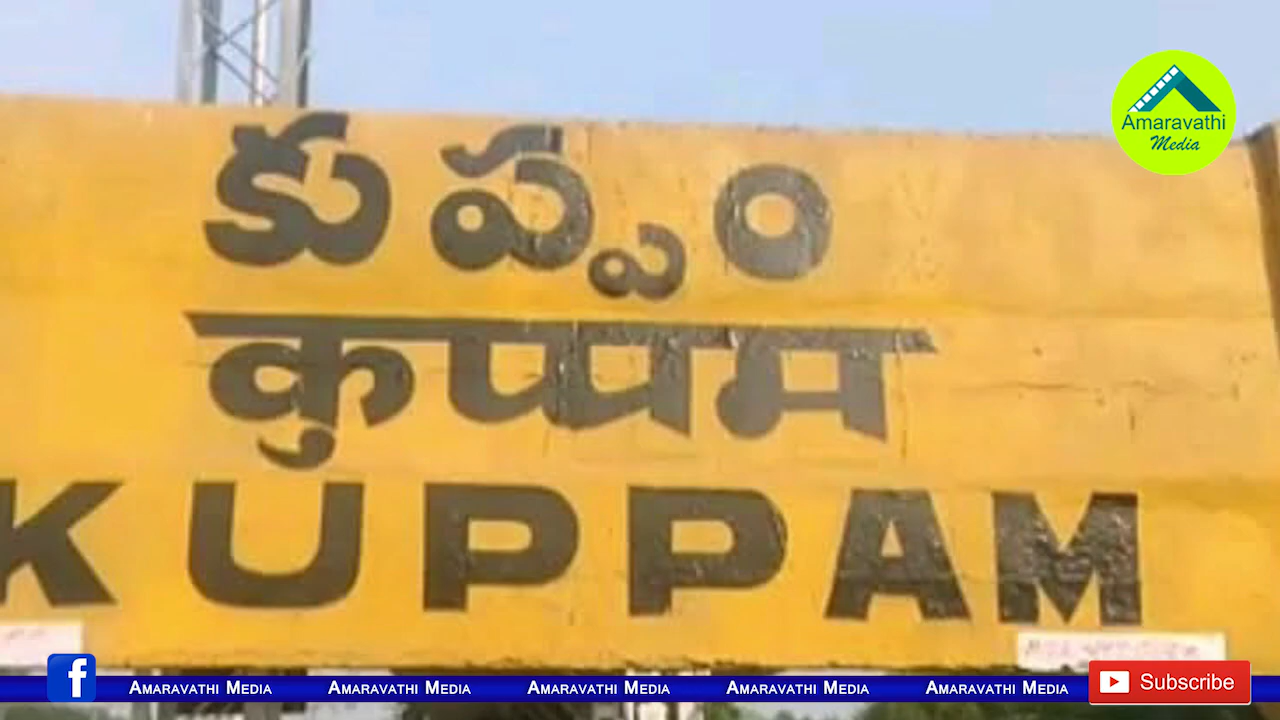 Amaravathi
Media
కుప్పం
कुप्पम
KUPPAM
f Amaravathi Media Amaravathi Media Amaravathi Media Amaravathi Media Amaravathi Media Subscribe